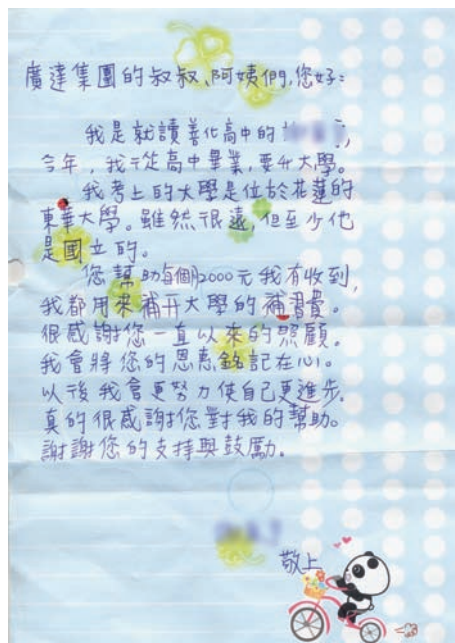 廣達集團的叔叔、阿姨們,您好:
我是就讀善化高中的
今年,我從高中畢業,要升大學。
我考上的大學是位於花蓮的
東華大學。雖然很遠,但至少他
是國立的。
您幫助每個月2000元我有收到,
我都用來補升大學的補習費。
很感謝您一直以來的照顧。
我會將您的恩惠銘記在心。
以後我會更努力使自己更進步.
真的很感謝您對我的幫助。
謝謝您的支持與鼓勵.
敬上